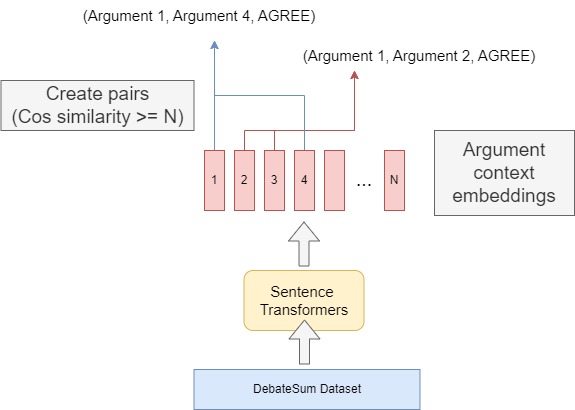 (Argument 1, Argument 4, AGREE)
(Argument 1, Argument 2, AGREE)
Create pairs
(Cos similarity >= N)
1 2 3 4 ... N
Argument
context
embeddings
Sentence
Transformers
DebateSum Dataset